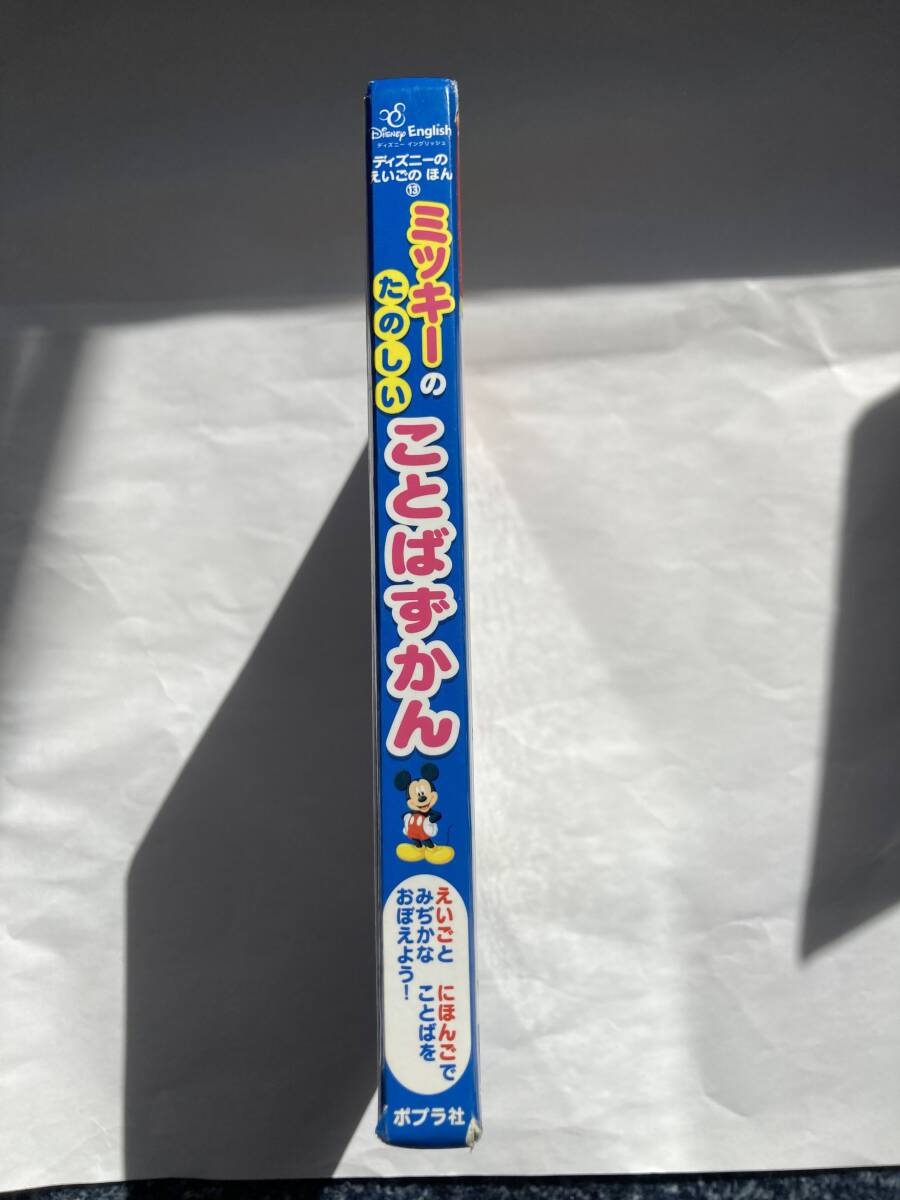 Disney English
ディズニー イングリッシュ
ディズニーの
えいごの ほん
⑬
ミッキーの
たのしい
ことばずかん
えいごと にほんごで
みぢかな ことばを
おぼえよう!
ポプラ社